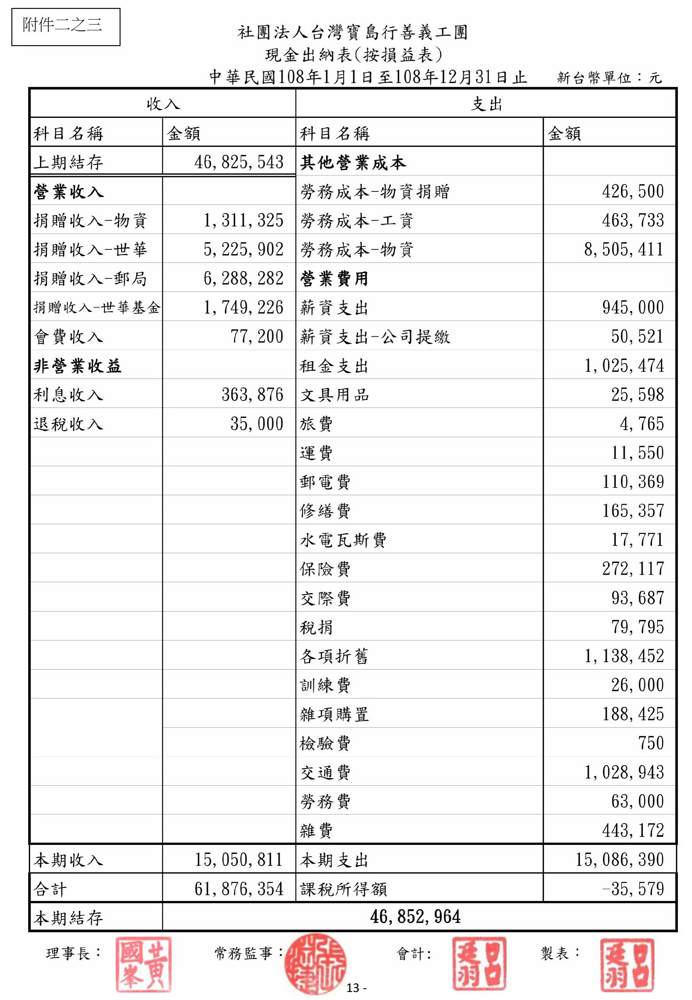 附件二之三
社團法人台灣寶島行善義工團
現金出納表(按損益表)
中華民國108年1月1日至108年12月31日止 新台幣單位：元
收入 支出
科目名稱 金額 科目名稱 金額
上期結存 46,825,543 其他營業成本
營業收入 勞務成本-物資捐贈 426,500
捐贈收入-物資 1,311,325 勞務成本-工資 463,733
捐贈收入-世華 5,225,902 勞務成本-物資 8,505,411
捐贈收入-郵局 6,288,282 營業費用
捐贈收入-世華基金 1,749,226 薪資支出 945,000
會費收入 77,200 薪資支出-公司提繳 50,521
非營業收益 租金支出 1,025,474
利息收入 363,876 文具用品 25,598
退稅收入 35,000 旅費 4,765
運費 11,550
郵電費 110,369
修繕費 165,357
水電瓦斯費 17,771
保險費 272,117
交際費 93,687
稅捐 79,795
各項折舊 1,138,452
訓練費 26,000
雜項購置 188,425
檢驗費 750
交通費 1,028,943
勞務費 63,000
雜費 443,172
本期收入 15,050,811 本期支出 15,086,390
合計 61,876,354 課稅所得額 -35,579
本期結存 46,852,964
理事長： 黃國峯 常務監事： 會計: 呂廷羽 製表： 呂廷羽
13 -